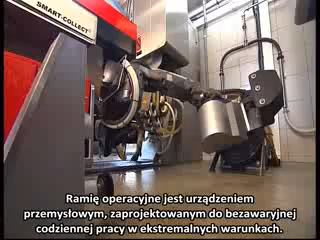 SMART-COLLECT
Ramię operacyjne jest urządzeniem
przemysłowym, zaprojektowanym do bezawaryjnej
codziennej pracy w ekstremalnych warunkach.